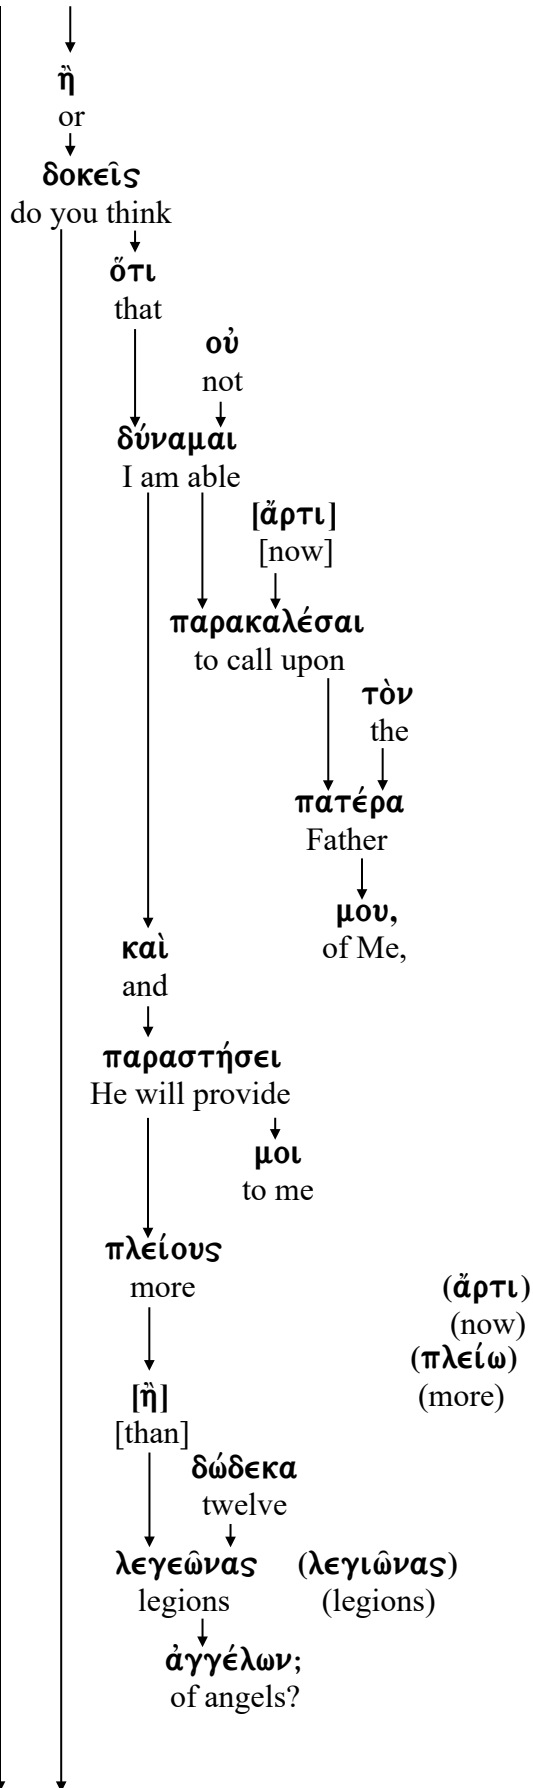 ἢ
or
δοκεῖς
do you think
ὅτι
that
οὐ
not
δύναμαι
I am able
[ἄρτι]
[now]
παρακαλέσαι
to call upon
τὸν
the
πατέρα
Father
μου,
of Me,
καὶ
and
παραστήσει
He will provide
μοι
to me
πλείους
more
(ἄρτι)
(now)
(πλείω)
(more)
[ἢ]
[than]
δώδεκα
twelve
λεγεῶνας (λεγιῶνας)
legions (legions)
ἀγγέλων;
of angels?